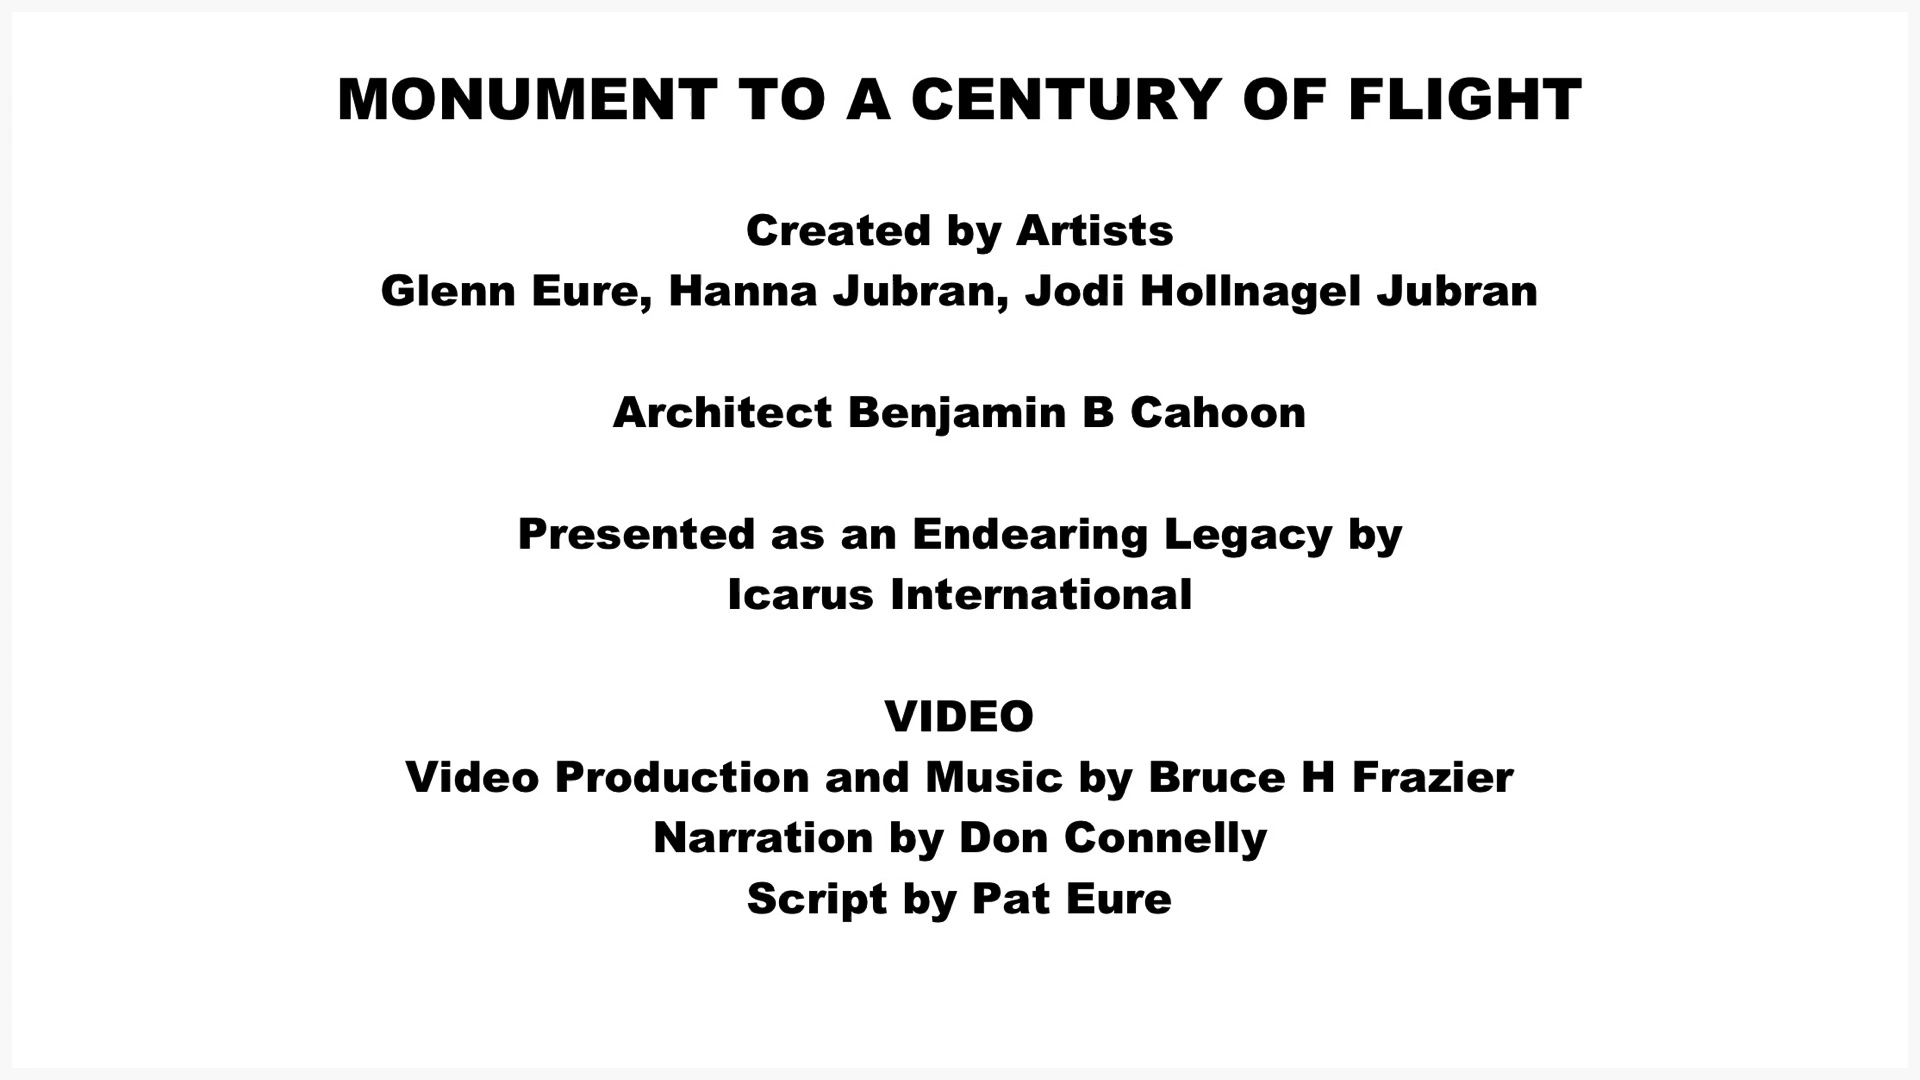 MONUMENT TO A CENTURY OF FLIGHT
Created by Artists
Glenn Eure, Hanna Jubran, Jodi Hollnagel Jubran
Architect Benjamin B Cahoon
Presented as an Endearing Legacy by
Icarus International
VIDEO
Video Production and Music by Bruce H Frazier
Narration by Don Connelly
Script by Pat Eure